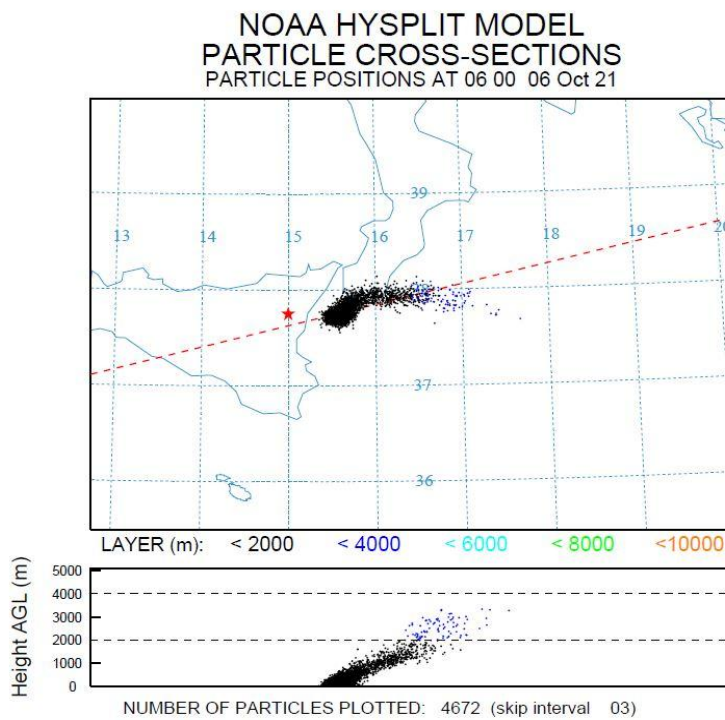 NOAA HYSPLIT MODEL
PARTICLE CROSS-SECTIONS
PARTICLE POSITIONS AT 06 00 06 Oct 21
39
13 14 15 16 17 18 19 20
37
36
LAYER (m): < 2000 < 4000 < 6000 < 8000 <10000
Height AGL (m)
5000
4000
3000
2000
1000
0
NUMBER OF PARTICLES PLOTTED: 4672 (skip interval 03)